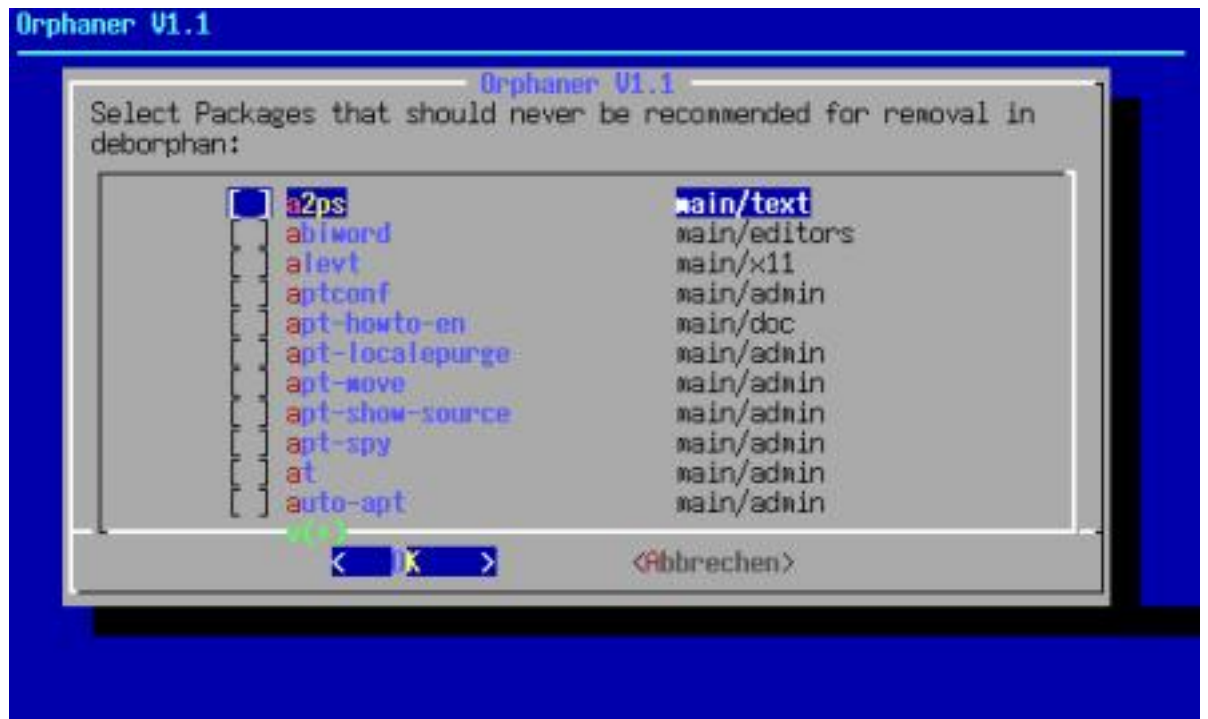 Orphaner V1.1
Orphaner V1.1
Select Packages that should never be recommended for removal in
deborphan:
[ ] a2ps main/text
[ ] abiword main/editors
[ ] alevt main/x11
[ ] aptconf main/admin
[ ] apt-howto-en main/doc
[ ] apt-localepurge main/admin
[ ] apt-move main/admin
[ ] apt-show-source main/admin
[ ] apt-spy main/admin
[ ] at main/admin
[ ] auto-apt main/admin
v(+)
< OK > <Abbrechen>